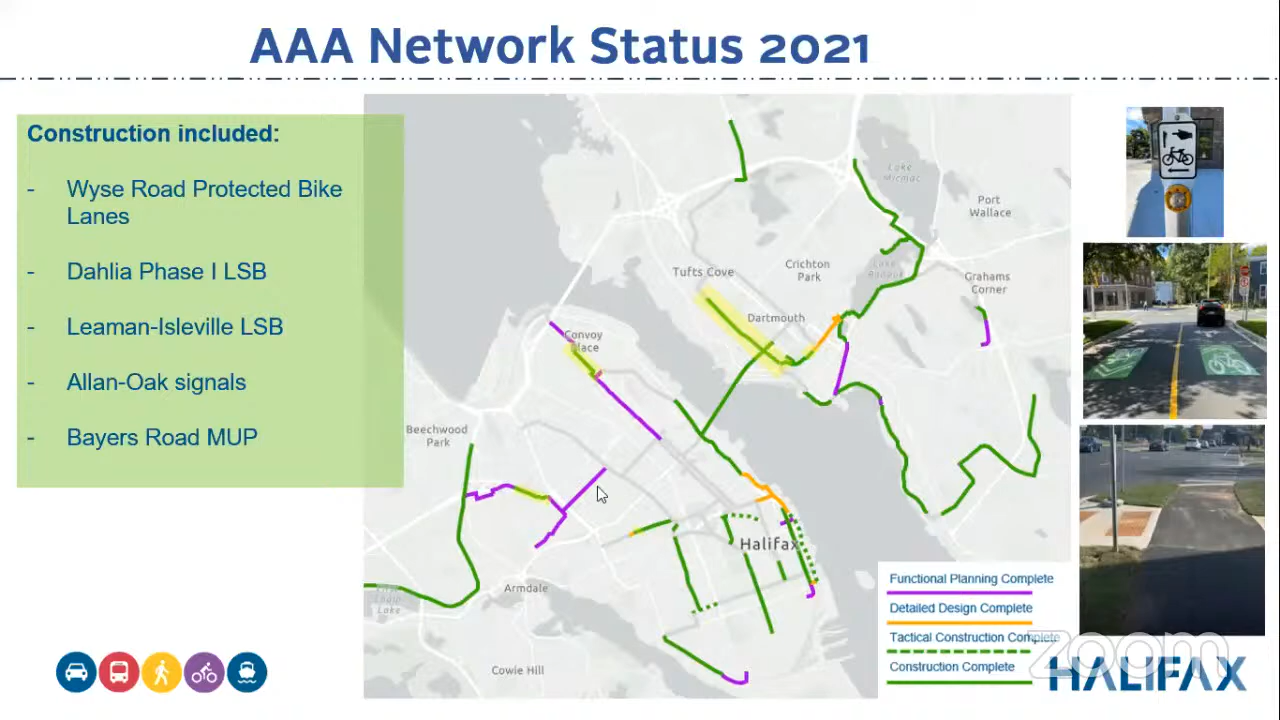 AAA Network Status 2021
Construction included:
- Wyse Road Protected Bike
Lanes
- Dahlia Phase I LSB
- Leaman-Isleville LSB
- Allan-Oak signals
- Bayers Road MUP
Lake
Micmac
Port
Wallace
Tufts Cove
Crichton
Park
Lake
Grahams
Corner
Dartmouth
Convoy
Place
Beechwood
Park
Halifax
Armdale
Lake
Cowie Hill
Functional Planning Complete
Detailed Design Complete
Tactical Construction Complete
Construction Complete
zoom
HALIFAX